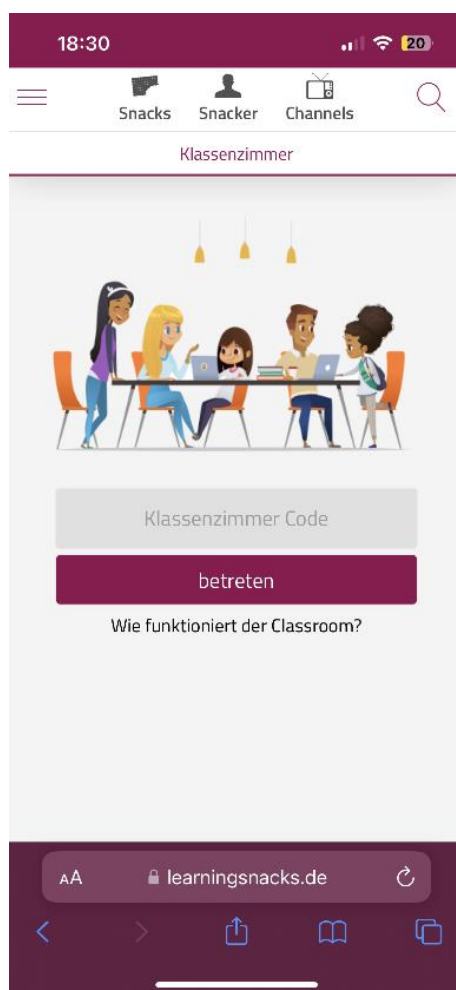 18:30
20
Snacks Snacker Channels
Klassenzimmer
Klassenzimmer Code
betreten
Wie funktioniert der Classroom?
AA learningsnacks.de